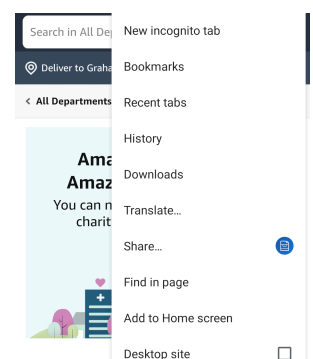 Search in All Dep
Deliver to Graha
< All Departments
Ama
Amaz
You can n
charit
New incognito tab
Bookmarks
Recent tabs
History
Downloads
Translate...
Share...
Find in page
Add to Home screen
Desktop site